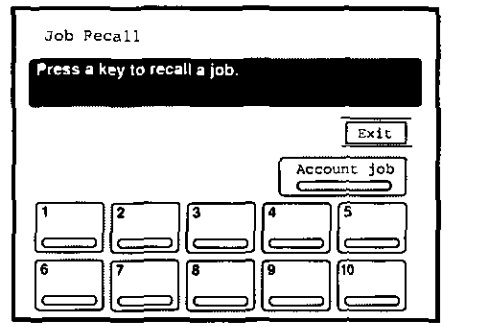 Job Recall
Press a key to recall a job.
Exit
Account job
1 2 3 4 5
6 7 8 9 10